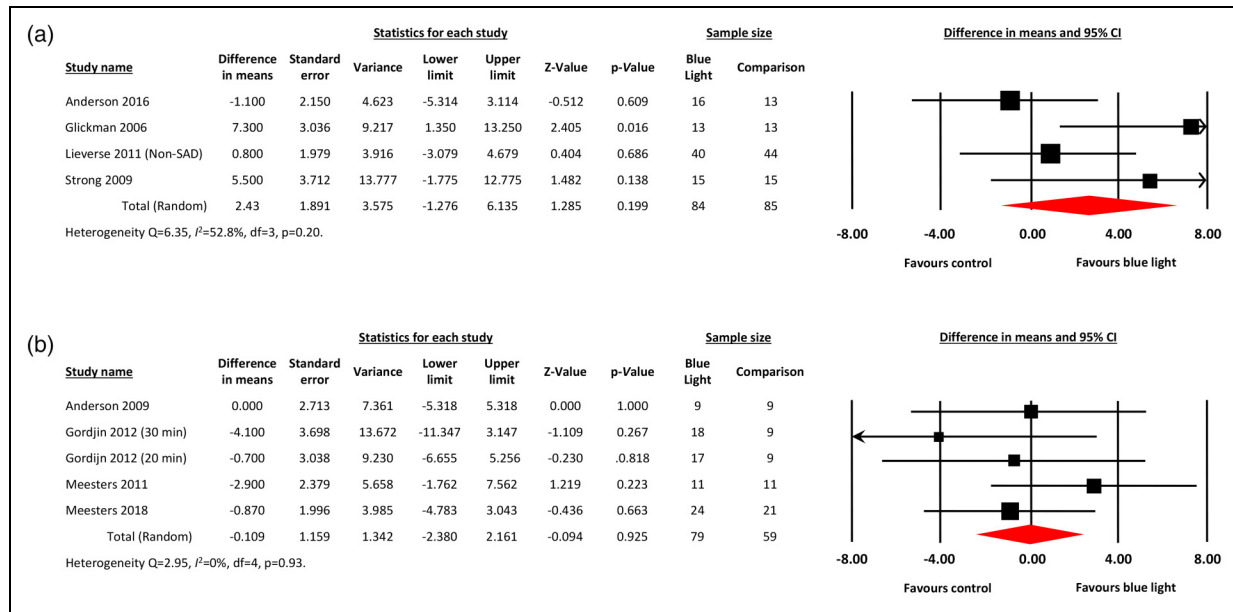 (a)
Statistics for each study Sample size Difference in means and 95% CI
Study name Difference in means Standard error Variance Lower limit Upper limit Z-Value p-Value Blue Light Comparison
Anderson 2016 -1.100 2.150 4.623 -5.314 3.114 -0.512 0.609 16 13
Glickman 2006 7.300 3.036 9.217 1.350 13.250 2.405 0.016 13 13
Lieverse 2011 (Non-SAD) 0.800 1.979 3.916 -3.079 4.679 0.404 0.686 40 44
Strong 2009 5.500 3.712 13.777 -1.775 12.775 1.482 0.138 15 15
Total (Random) 2.43 1.891 3.575 -1.276 6.135 1.285 0.199 84 85
Heterogeneity Q=6.35, I²=52.8%, df=3, p=0.20.
-8.00 -4.00 0.00 4.00 8.00
Favours control Favours blue light
(b)
Statistics for each study Sample size Difference in means and 95% CI
Study name Difference in means Standard error Variance Lower limit Upper limit Z-Value p-Value Blue Light Comparison
Anderson 2009 0.000 2.713 7.361 -5.318 5.318 0.000 1.000 9 9
Gordjin 2012 (30 min) -4.100 3.698 13.672 -11.347 3.147 -1.109 0.267 18 9
Gordijn 2012 (20 min) -0.700 3.038 9.230 -6.655 5.256 -0.230 .0.818 17 9
Meesters 2011 -2.900 2.379 5.658 -1.762 7.562 1.219 0.223 11 11
Meesters 2018 -0.870 1.996 3.985 -4.783 3.043 -0.436 0.663 24 21
Total (Random) -0.109 1.159 1.342 -2.380 2.161 -0.094 0.925 79 59
Heterogeneity Q=2.95, I²=0%, df=4, p=0.93.
-8.00 -4.00 0.00 4.00 8.00
Favours control Favours blue light